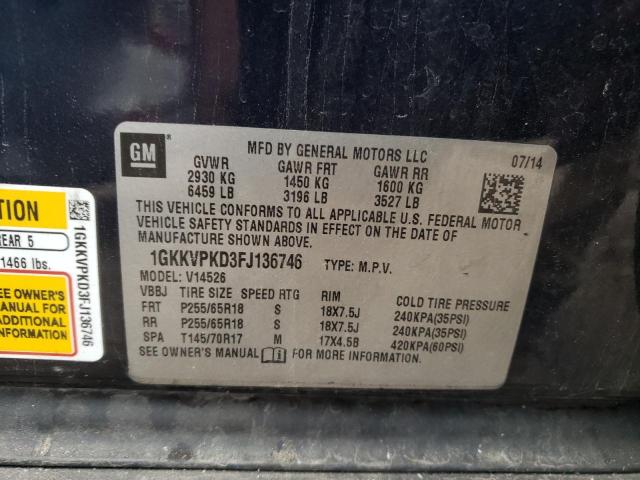 GM
MFD BY GENERAL MOTORS LLC
07/14
GVWR GAWR FRT GAWR RR
2930 KG 1450 KG 1600 KG
6459 LB 3196 LB 3527 LB
THIS VEHICLE CONFORMS TO ALL APPLICABLE U.S. FEDERAL MOTOR
VEHICLE SAFETY STANDARDS IN EFFECT ON THE DATE OF
MANUFACTURE SHOWN ABOVE.
1GKKVPKD3FJ136746 TYPE: M.P.V.
MODEL: V14526
VBBJ TIRE SIZE SPEED RTG RIM COLD TIRE PRESSURE
FRT P255/65R18 S 18X7.5J 240KPA(35PSI)
RR P255/65R18 S 18X7.5J 240KPA(35PSI)
SPA T145/70R17 M 17X4.5B 420KPA(60PSI)
SEE OWNER'S MANUAL FOR MORE INFORMATION.
TION
REAR 5
1466 lbs.
SEE OWNER'S
MANUAL FOR
ADDITIONAL
INFORMATION
1GKKVPKD3FJ136746